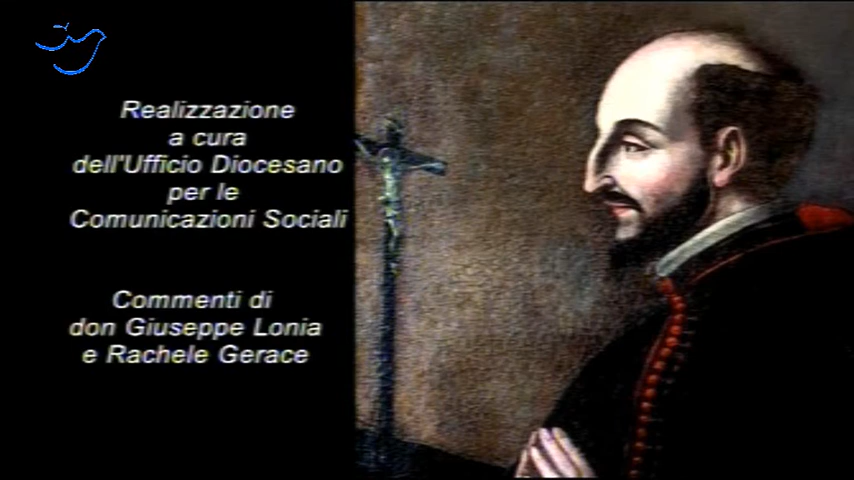 Realizzazione
a cura
dell'Ufficio Diocesano
per le
Comunicazioni Sociali
Commenti di
don Giuseppe Lonia
e Rachele Gerace